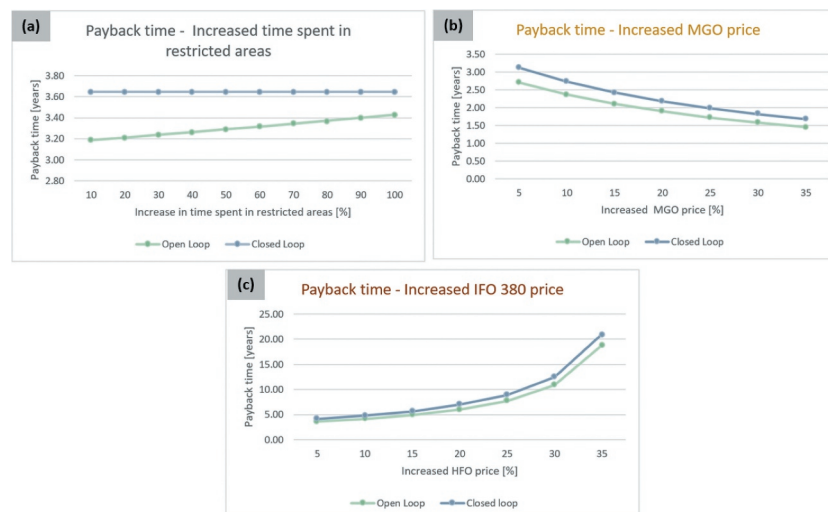 (a)
Payback time -  Increased time spent in
restricted areas
Payback time [years]
3.80
3.60
3.40
3.20
3.00
2.80
10 20 30 40 50 60 70 80 90 100
Increase in time spent in restricted areas [%]
Open Loop Closed Loop
(b)
Payback time - Increased MGO price
Payback time [years]
3.50
3.00
2.50
2.00
1.50
1.00
0.50
0.00
5 10 15 20 25 30 35
Increased  MGO price [%]
Open Loop Closed Loop
(c)
Payback time - Increased IFO 380 price
Payback time [years]
25.00
20.00
15.00
10.00
5.00
0.00
5 10 15 20 25 30 35
Increased HFO price [%]
Open Loop Closed loop